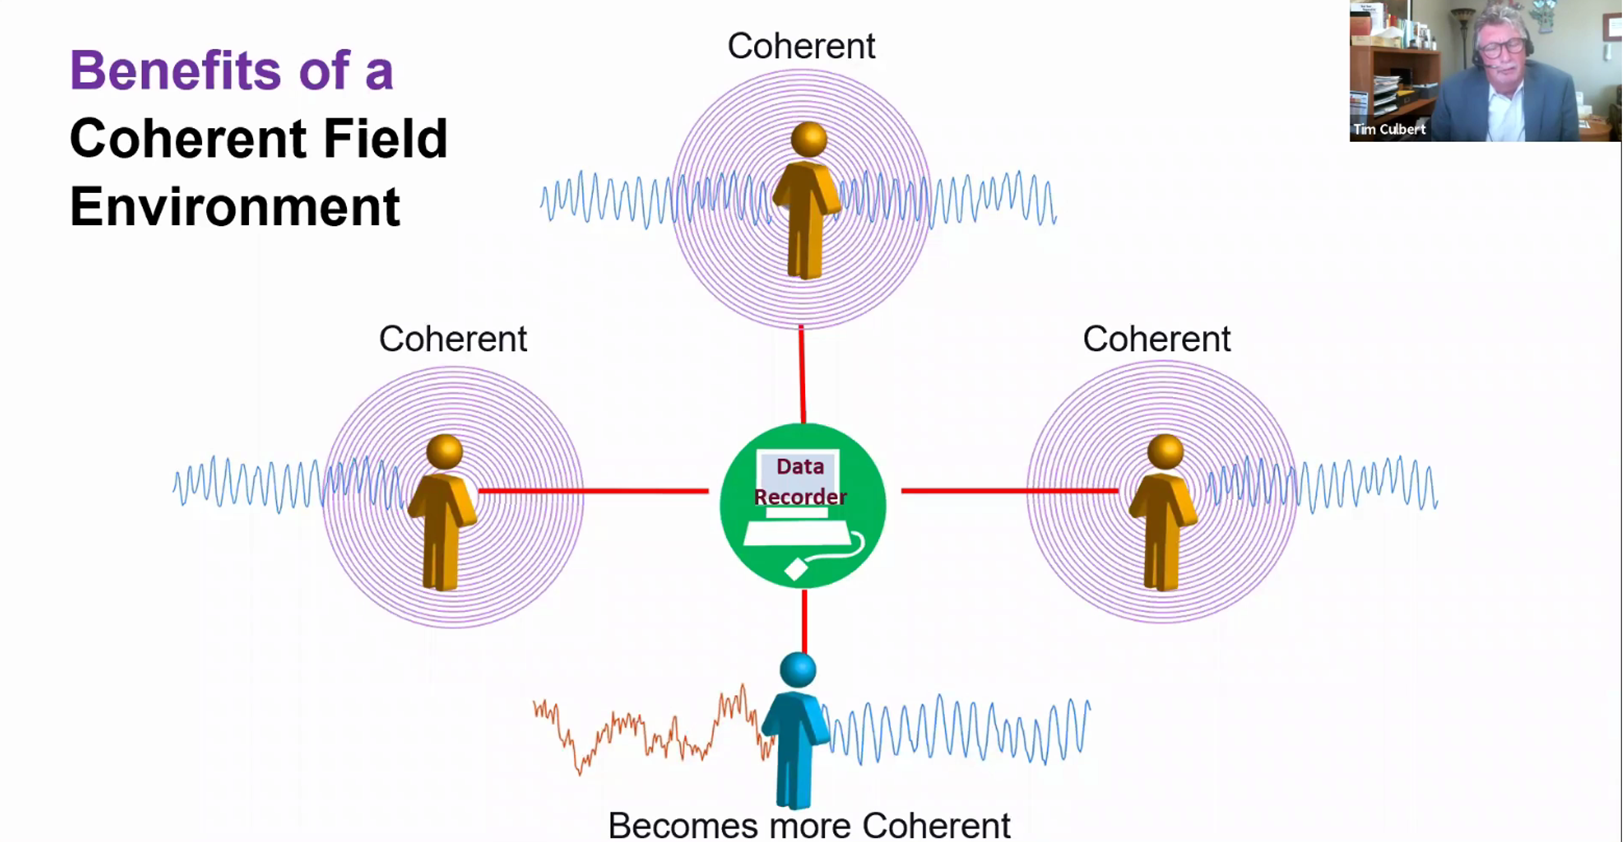 Benefits of a
Coherent Field
Environment
Coherent
Tim Culbert
Coherent
Coherent
Data
Recorder
Becomes more Coherent